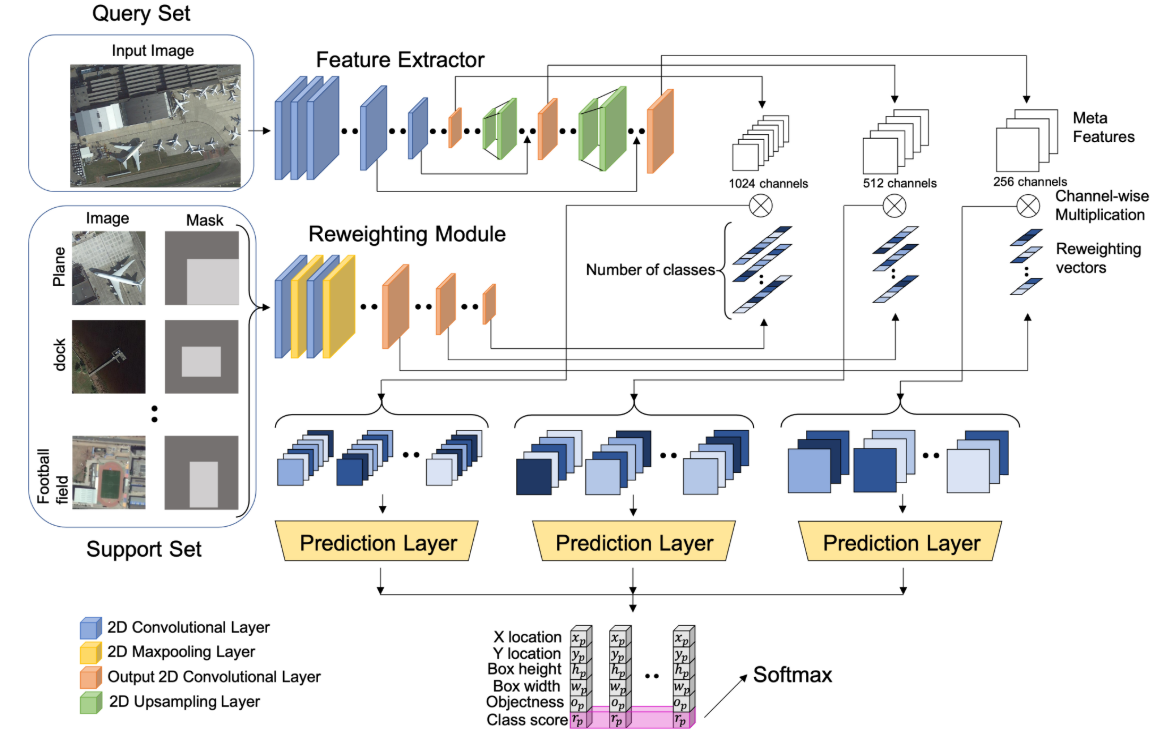 Query Set
Input Image
Feature Extractor
Meta
Features
1024 channels
512 channels
256 channels
Channel-wise
Multiplication
Image
Mask
Plane
Reweighting Module
Number of classes
Reweighting
vectors
dock
Football
field
Support Set
Prediction Layer
Prediction Layer
Prediction Layer
2D Convolutional Layer
2D Maxpooling Layer
Output 2D Convolutional Layer
2D Upsampling Layer
X location x_p x_p x_p
Y location y_p y_p y_p
Box height h_p h_p h_p
Box width w_p w_p w_p
Objectness o_p o_p o_p
Class score r_p r_p r_p
Softmax